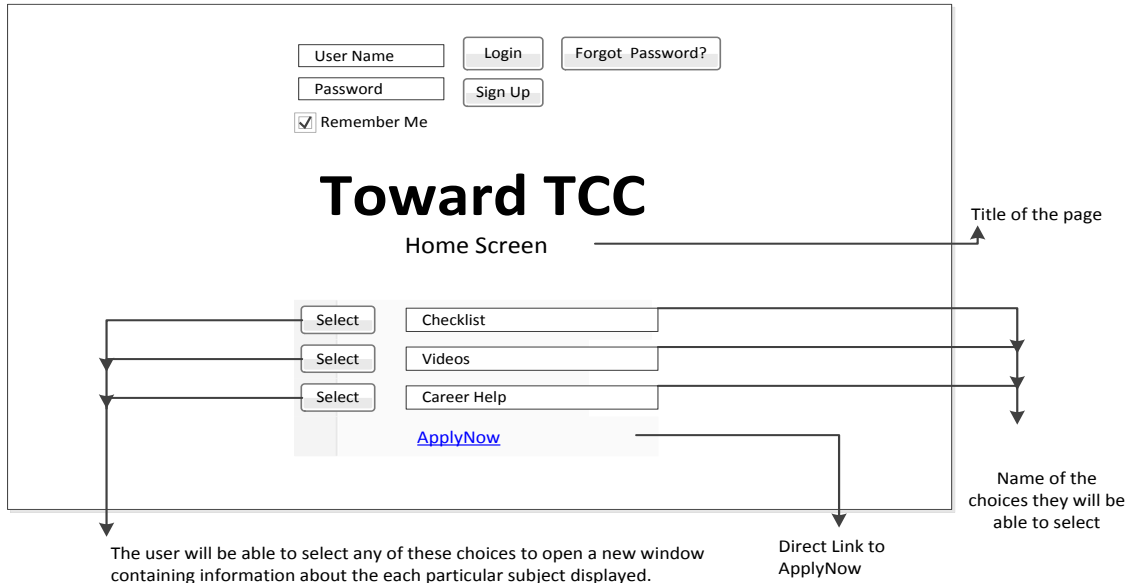 User Name
Login
Forgot Password?
Password
Sign Up
Remember Me
Toward TCC
Title of the page
Home Screen
Select
Checklist
Select
Videos
Select
Career Help
ApplyNow
Name of the
choices they will be
able to select
The user will be able to select any of these choices to open a new window
containing information about the each particular subject displayed.
Direct Link to
ApplyNow